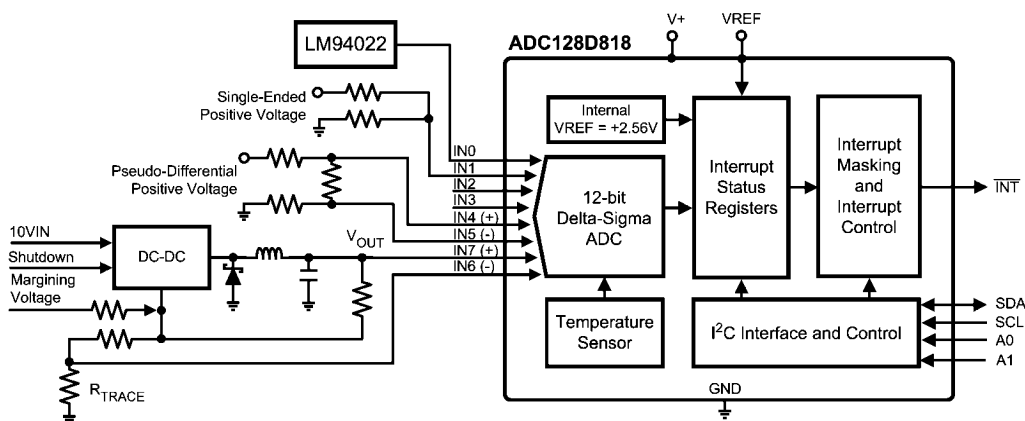 V+
VREF
LM94022
ADC128D818
Single-Ended
Positive Voltage
Internal
VREF = +2.56V
Interrupt
Status
Registers
Interrupt
Masking
and
Interrupt
Control
INT
Pseudo-Differential
Positive Voltage
IN0
IN1
IN2
IN3
IN4 (+)
IN5 (-)
IN7 (+)
IN6 (-)
12-bit
Delta-Sigma
ADC
10VIN
Shutdown
Margining
Voltage
DC-DC
VOUT
Temperature
Sensor
I2C Interface and Control
SDA
SCL
A0
A1
RTRACE
GND